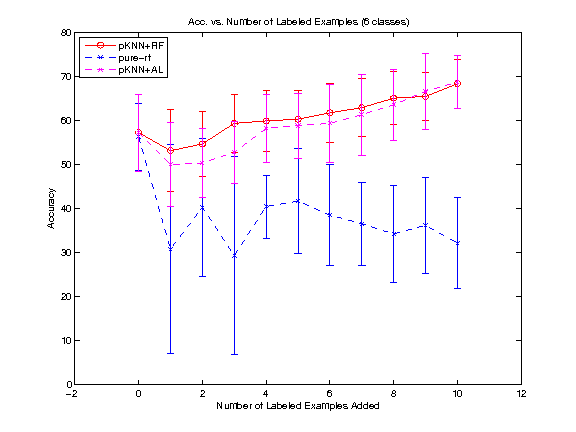 Acc. vs. Number of Labeled Examples (6 classes)
pKNN+RF
pure-rf
pKNN+AL
Accuracy
80
70
60
50
40
30
20
10
0
-2
0
2
4
6
8
10
12
Number of Labeled Examples Added